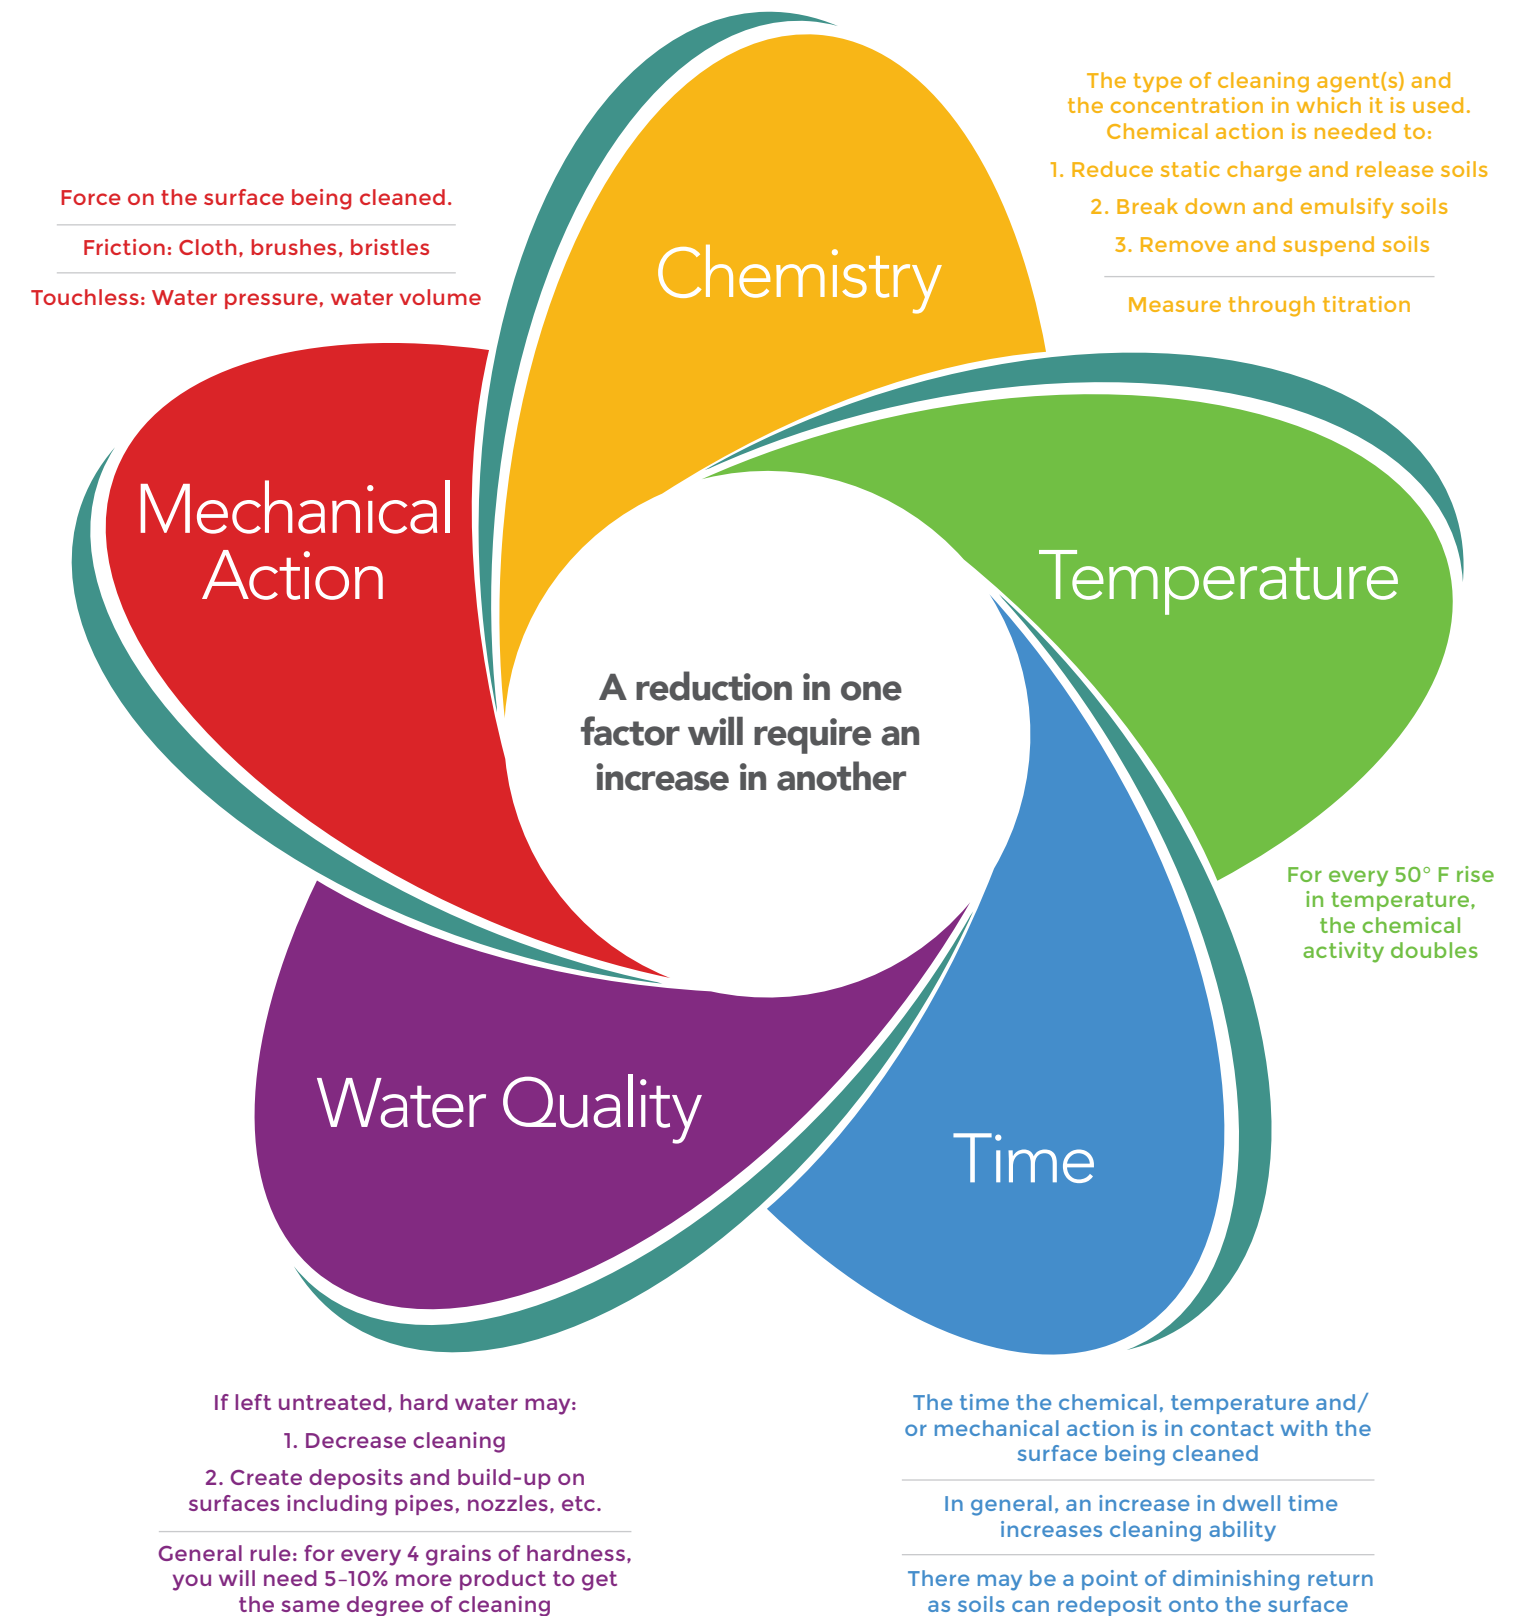 The type of cleaning agent(s) and
the concentration in which it is used.
Chemical action is needed to:
1. Reduce static charge and release soils
2. Break down and emulsify soils
3. Remove and suspend soils
Measure through titration
Force on the surface being cleaned.
Friction: Cloth, brushes, bristles
Touchless: Water pressure, water volume
Chemistry
Mechanical
Action
Temperature
A reduction in one
factor will require an
increase in another
For every 50° F rise
in temperature,
the chemical
activity doubles
Water Quality
Time
If left untreated, hard water may:
1. Decrease cleaning
2. Create deposits and build-up on
surfaces including pipes, nozzles, etc.
General rule: for every 4 grains of hardness,
you will need 5–10% more product to get
the same degree of cleaning
The time the chemical, temperature and/
or mechanical action is in contact with the
surface being cleaned
In general, an increase in dwell time
increases cleaning ability
There may be a point of diminishing return
as soils can redeposit onto the surface